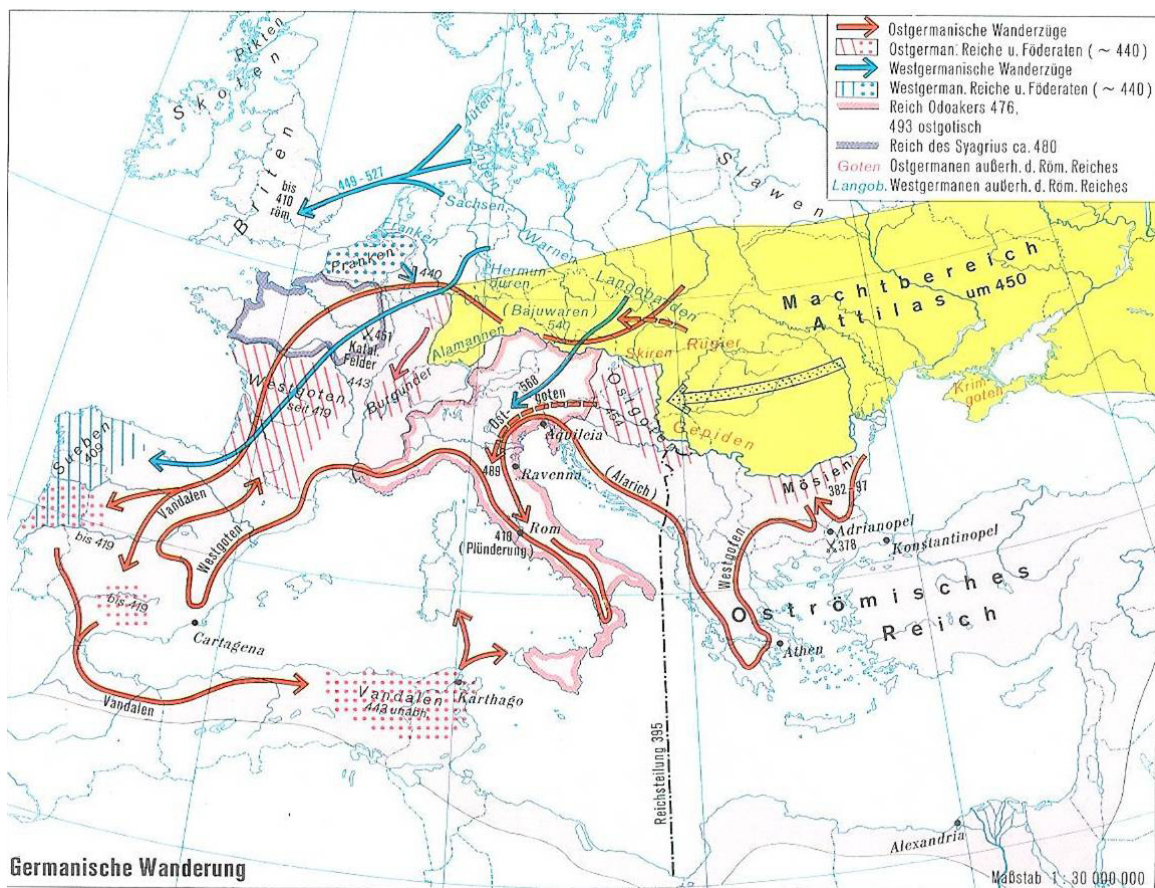 Ostgermanische Wanderzüge
Ostgerman. Reiche u. Föderaten (~ 440)
Westgermanische Wanderzüge
Westgerman. Reiche u. Föderaten (~ 440)
Reich Odoakers 476,
493 ostgotisch
Reich des Syagrius ca. 480
Goten Ostgermanen außerh. d. Röm. Reiches
Langob. Westgermanen außerh. d. Röm. Reiches
Pikten
Skoten
Briten
bis
410
röm.
449-527
Jüten
Angeln
Sachsen
Slawen
Franken
Franken
440
Warnen
Hermun-
duren
Langobarden
(Bajuwaren)
540
Alamannen
Machtbereich
Attilas um 450
Skiren
Rugier
451
Katal.
Felder
Westgoten
seit 419
443
Burgunder
568
Ost-
goten
Ostgoten
454
Gepiden
Krim-
goten
Sueben
409
Aquileia
489
Ravenna
(Alarich)
Mösien
382-97
Vandalen
bis 419
Westgoten
Rom
410
(Plünderung)
Westgoten
Adrianopel
378
Konstantinopel
bis 419
Cartagena
Oströmisches
Reich
Athen
Vandalen
Vandalen
442 unabh.
Karthago
Reichsteilung 395
Alexandria
Germanische Wanderung
Maßstab 1 : 30 000 000